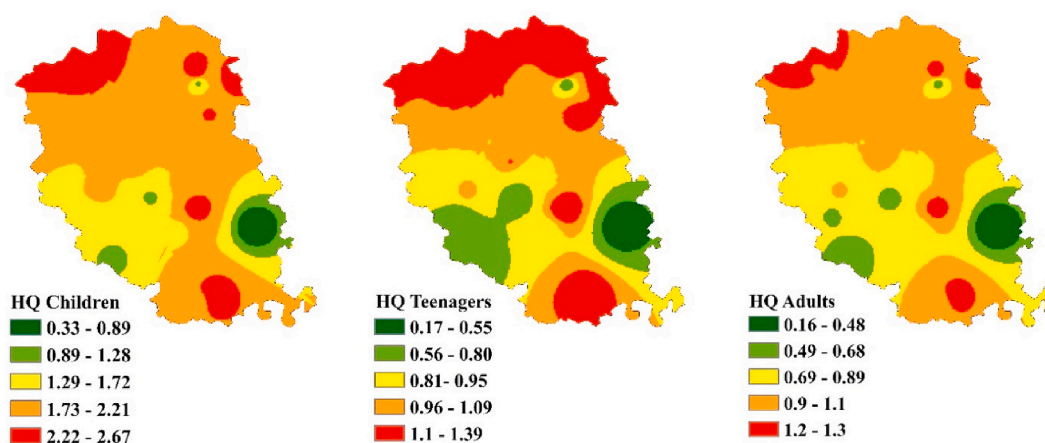 HQ Children
0.33 - 0.89
0.89 - 1.28
1.29 - 1.72
1.73 - 2.21
2.22 - 2.67
HQ Teenagers
0.17 - 0.55
0.56 - 0.80
0.81- 0.95
0.96 - 1.09
1.1 - 1.39
HQ Adults
0.16 - 0.48
0.49 - 0.68
0.69 - 0.89
0.9 - 1.1
1.2 - 1.3